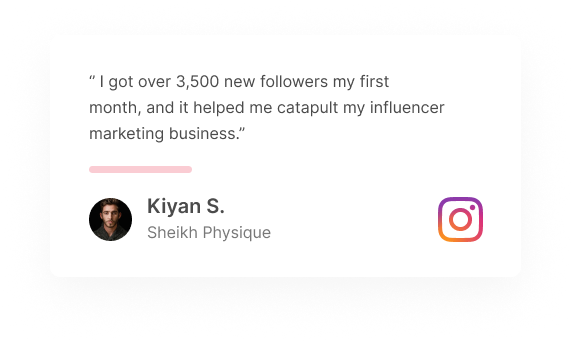 “ I got over 3,500 new followers my first
month, and it helped me catapult my influencer
marketing business.”
Kiyan S.
Sheikh Physique